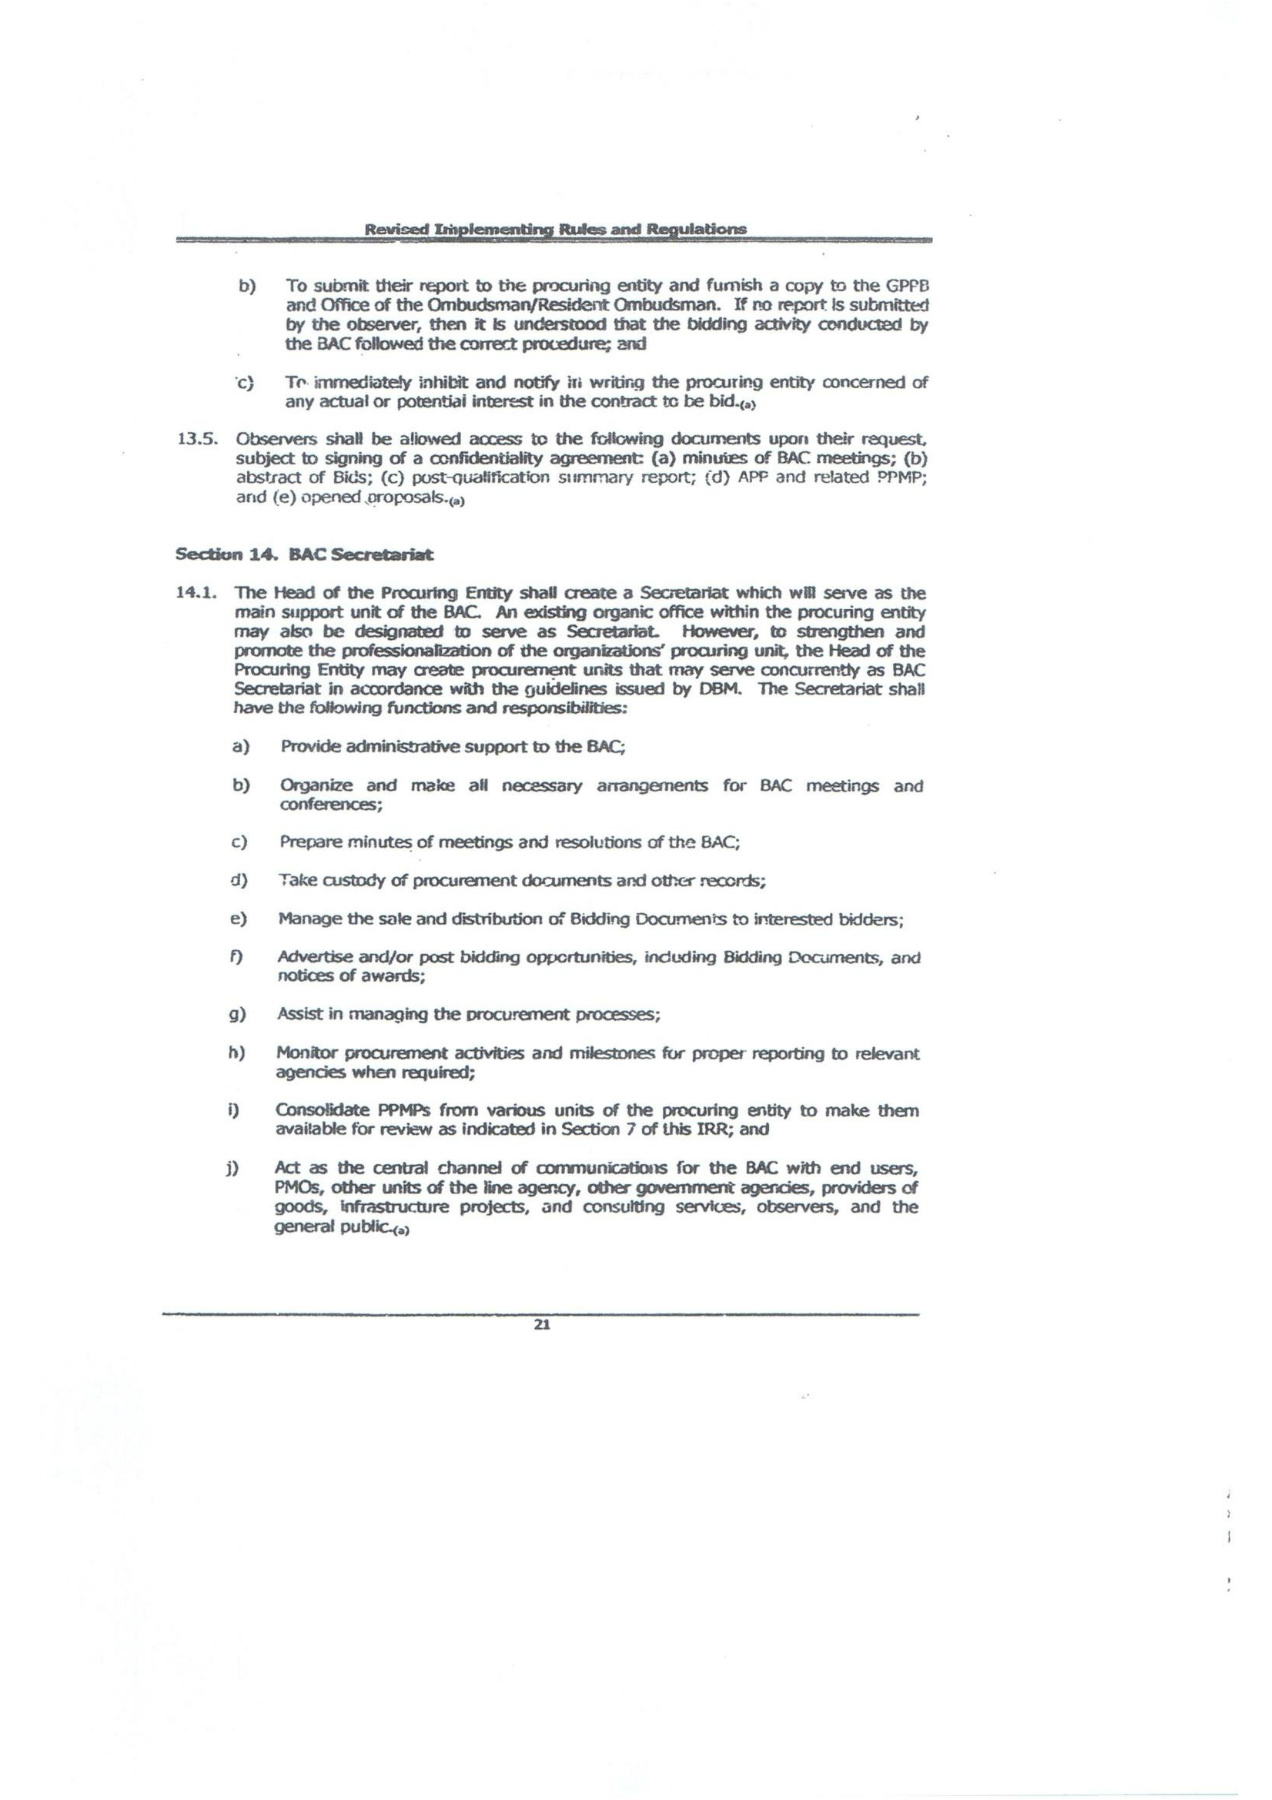 Revised Implementing Rules and Regulations
b) To submit their report to the procuring entity and furnish a copy to the GPPB
and Office of the Ombudsman/Resident Ombudsman. If no report is submitted
by the observer, then it is understood that the bidding activity conducted by
the BAC followed the correct procedure; and
c) To immediately inhibit and notify in writing the procuring entity concerned of
any actual or potential interest in the contract to be bid.(a)
13.5. Observers shall be allowed access to the following documents upon their request,
subject to signing of a confidentiality agreement: (a) minutes of BAC meetings; (b)
abstract of Bids; (c) post-qualification summary report; (d) APP and related PPMP;
and (e) opened proposals.(a)
Section 14. BAC Secretariat
14.1. The Head of the Procuring Entity shall create a Secretariat which will serve as the
main support unit of the BAC. An existing organic office within the procuring entity
may also be designated to serve as Secretariat. However, to strengthen and
promote the professionalization of the organizations' procuring unit, the Head of the
Procuring Entity may create procurement units that may serve concurrently as BAC
Secretariat in accordance with the guidelines issued by DBM. The Secretariat shall
have the following functions and responsibilities:
a) Provide administrative support to the BAC;
b) Organize and make all necessary arrangements for BAC meetings and
conferences;
c) Prepare minutes of meetings and resolutions of the BAC;
d) Take custody of procurement documents and other records;
e) Manage the sale and distribution of Bidding Documents to interested bidders;
f) Advertise and/or post bidding opportunities, including Bidding Documents, and
notices of awards;
g) Assist in managing the procurement processes;
h) Monitor procurement activities and milestones for proper reporting to relevant
agencies when required;
i) Consolidate PPMPs from various units of the procuring entity to make them
available for review as indicated in Section 7 of this IRR; and
j) Act as the central channel of communications for the BAC with end users,
PMOs, other units of the line agency, other government agencies, providers of
goods, infrastructure projects, and consulting services, observers, and the
general public.(a)
21